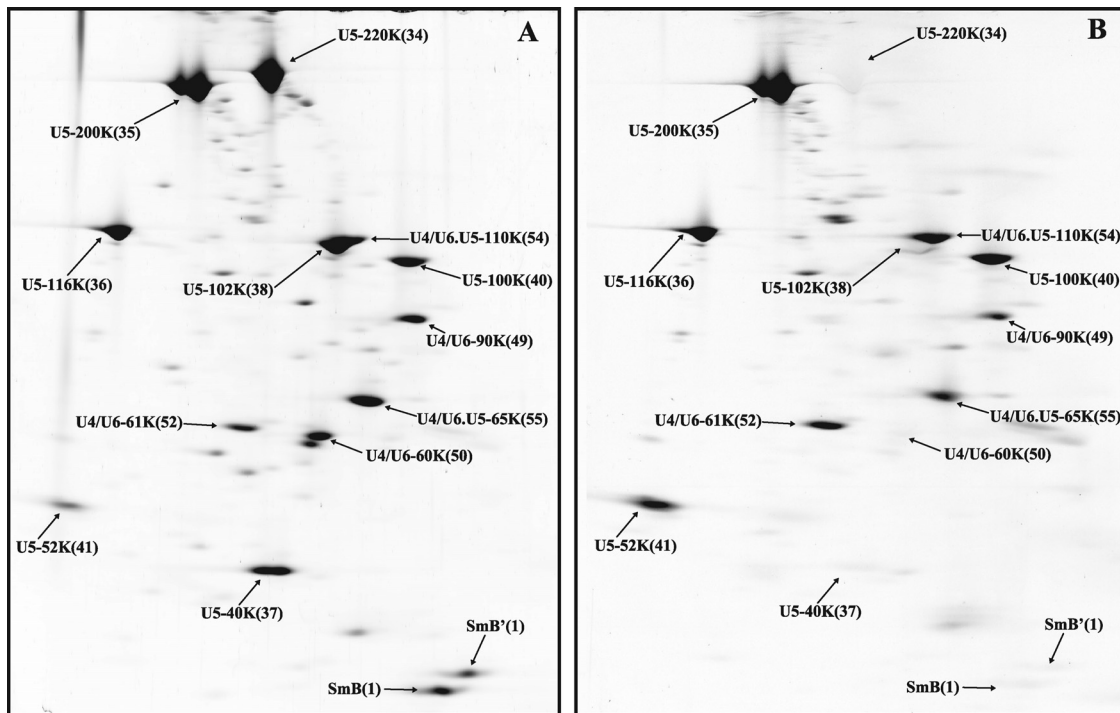 A
U5-220K(34)
U5-200K(35)
U4/U6.U5-110K(54)
U5-116K(36)
U5-102K(38)
U5-100K(40)
U4/U6-90K(49)
U4/U6-61K(52)
U4/U6.U5-65K(55)
U4/U6-60K(50)
U5-52K(41)
U5-40K(37)
SmB’(1)
SmB(1)
B
U5-220K(34)
U5-200K(35)
U4/U6.U5-110K(54)
U5-116K(36)
U5-102K(38)
U5-100K(40)
U4/U6-90K(49)
U4/U6-61K(52)
U4/U6.U5-65K(55)
U4/U6-60K(50)
U5-52K(41)
U5-40K(37)
SmB’(1)
SmB(1)